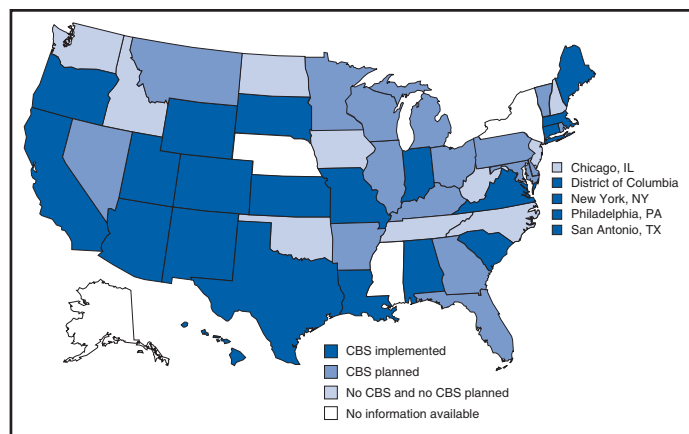 Chicago, IL
District of Columbia
New York, NY
Philadelphia, PA
San Antonio, TX
CBS implemented
CBS planned
No CBS and no CBS planned
No information available